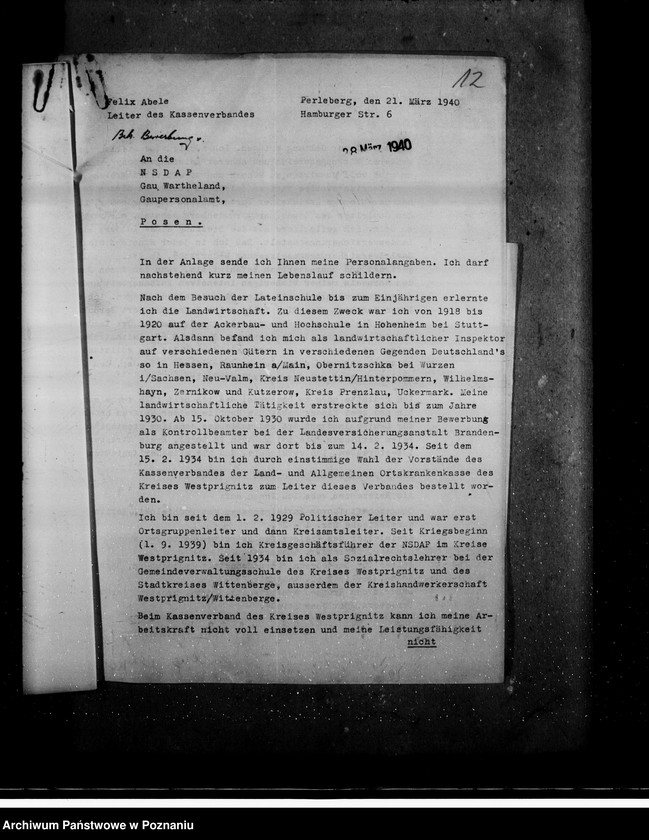 12
Felix Abele
Leiter des Kassenverbandes
Perleberg, den 21. März 1940
Hamburger Str. 6
Bewerbung
28 März 1940
An die
N S D A P
Gau Wartheland,
Gaupersonalamt,
P o s e n .
In der Anlage sende ich Ihnen meine Personalangaben. Ich darf
nachstehend kurz meinen Lebenslauf schildern.
Nach dem Besuch der Lateinschule bis zum Einjährigen erlernte
ich die Landwirtschaft. Zu diesem Zweck war ich von 1918 bis
1920 auf der Ackerbau- und Hochschule in Hohenheim bei Stutt-
gart. Alsdann befand ich mich als landwirtschaftlicher Inspektor
auf verschiedenen Gütern in verschiedenen Gegenden Deutschland's
so in Hessen, Raunheim a/Main, Obernitzschka bei Wurzen
i/Sachsen, Neu-Valm, Kreis Neustettin/Hinterpommern, Wilhelms-
hayn, Zernikow und Kutzerow, Kreis Prenzlau, Uckermark. Meine
landwirtschaftliche Tätigkeit erstreckte sich bis zum Jahre
1930. Ab 15. Oktober 1930 wurde ich aufgrund meiner Bewerbung
als Kontrollbeamter bei der Landesversicherungsanstalt Branden-
burg angestellt und war dort bis zum 14. 2. 1934. Seit dem
15. 2. 1934 bin ich durch einstimmige Wahl der Vorstände des
Kassenverbandes der Land- und Allgemeinen Ortskrankenkasse des
Kreises Westprignitz zum Leiter dieses Verbandes bestellt wor-
den.
Ich bin seit dem 1. 2. 1929 Politischer Leiter und war erst
Ortsgruppenleiter und dann Kreisamtsleiter. Seit Kriegsbeginn
(1. 9. 1939) bin ich Kreisgeschäftsführer der NSDAP im Kreise
Westprignitz. Seit 1934 bin ich als Sozialrechtslehrer bei der
Gemeindeverwaltungsschule des Kreises Westprignitz und des
Stadtkreises Wittenberge, ausserdem der Kreishandwerkerschaft
Westprignitz/Wittenberge.
Beim Kassenverband des Kreises Westprignitz kann ich meine Ar-
beitskraft nicht voll einsetzen und meine Leistungsfähigkeit
nicht
Archiwum Państwowe w Poznaniu